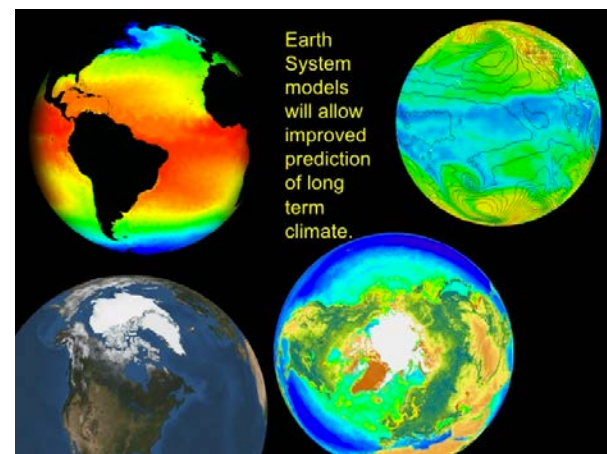 Earth
System
models
will allow
improved
prediction
of long
term
climate.